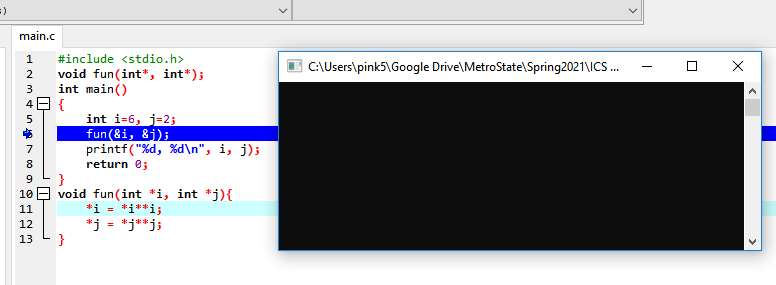 s)
main.c
1 #include <stdio.h>
2 void fun(int*, int*);
3 int main()
4 {
5 int i=6, j=2;
fun(&i, &j);
7 printf("%d, %d\n", i, j);
8 return 0;
9 }
10 void fun(int *i, int *j){
11 *i = *i**i;
12 *j = *j**j;
13 }
C:\Users\pink5\Google Drive\MetroState\Spring2021\ICS ...